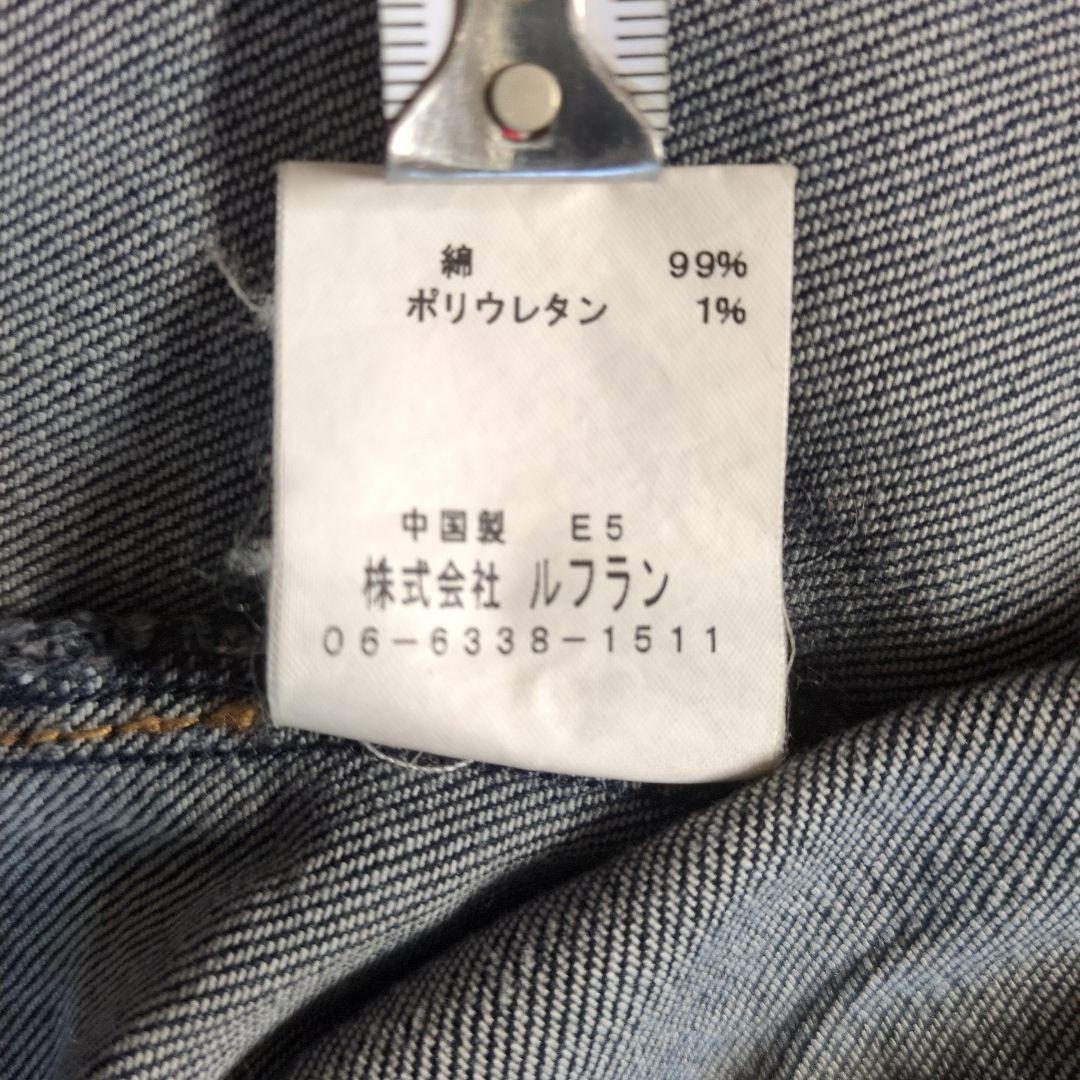 綿 99%
ポリウレタン 1%
中国製 E5
株式会社 ルフラン
06-6338-1511